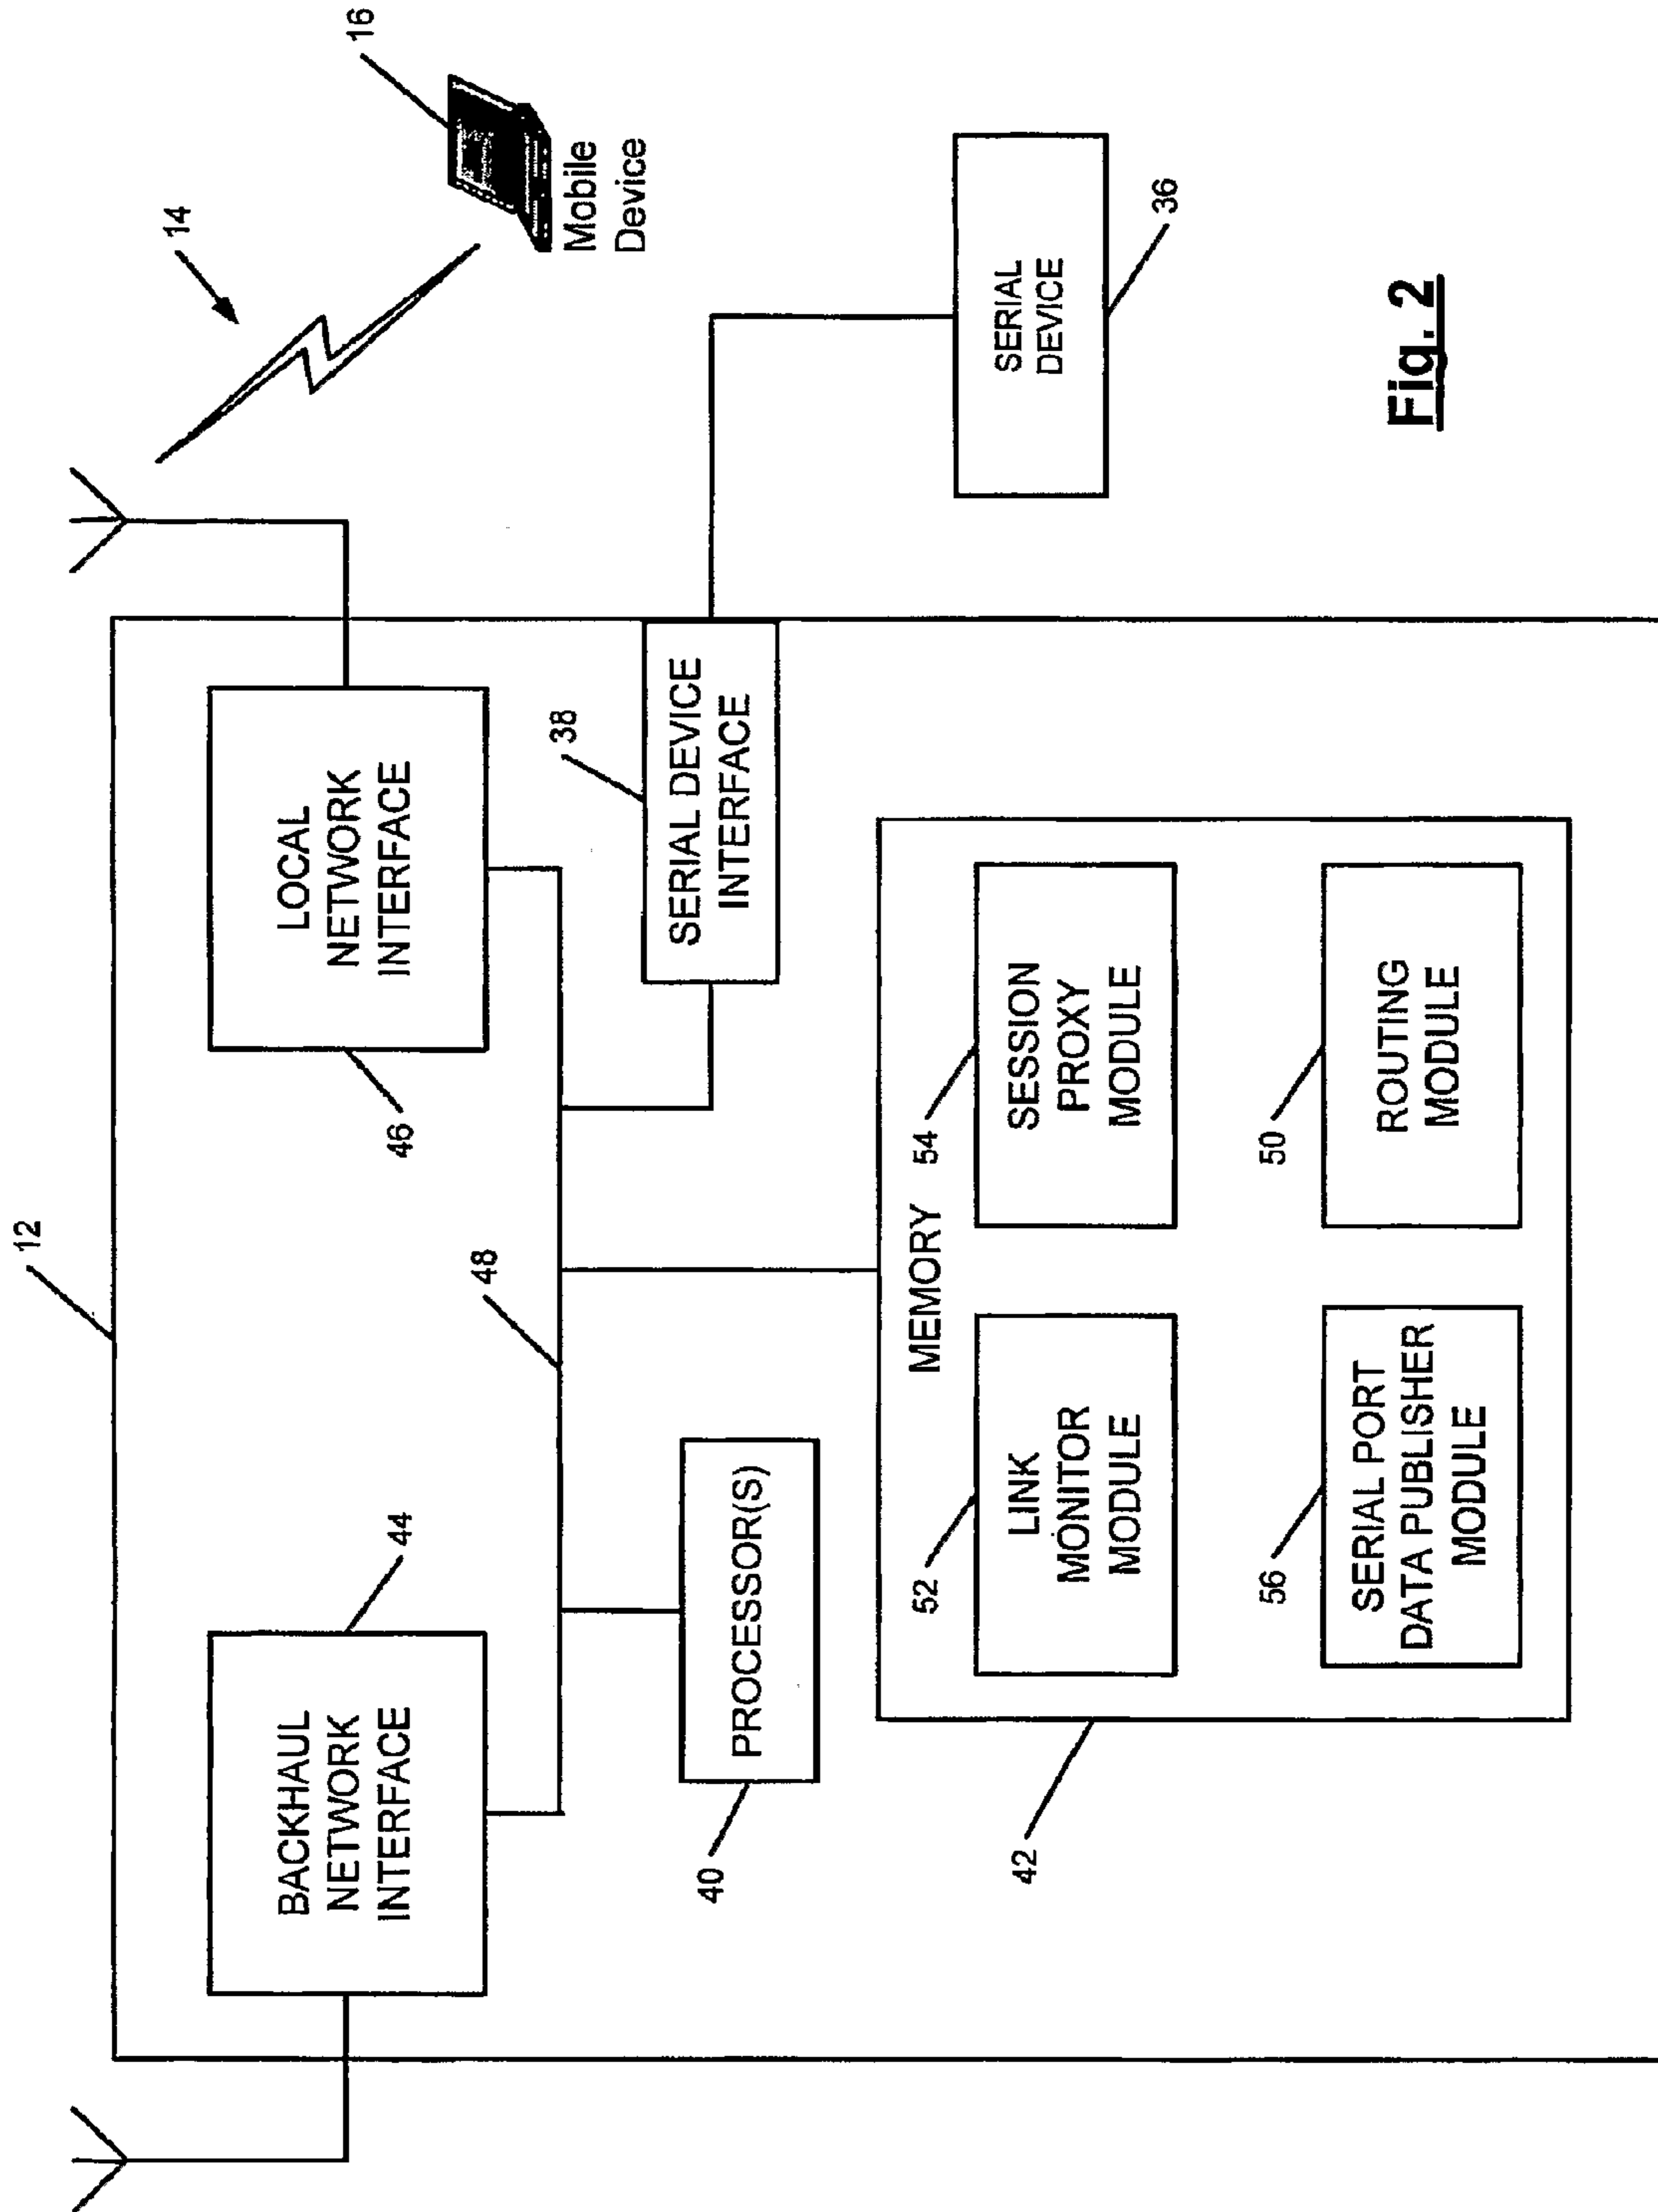 12
BACKHAUL
NETWORK
INTERFACE
44
LOCAL
NETWORK
INTERFACE
46
14
16
Mobile
Device
48
38
SERIAL DEVICE
INTERFACE
PROCESSOR(S)
40
SERIAL
DEVICE
36
MEMORY
42
52
LINK
MONITOR
MODULE
54
SESSION
PROXY
MODULE
56
SERIAL PORT
DATA PUBLISHER
MODULE
50
ROUTING
MODULE
Fig. 2